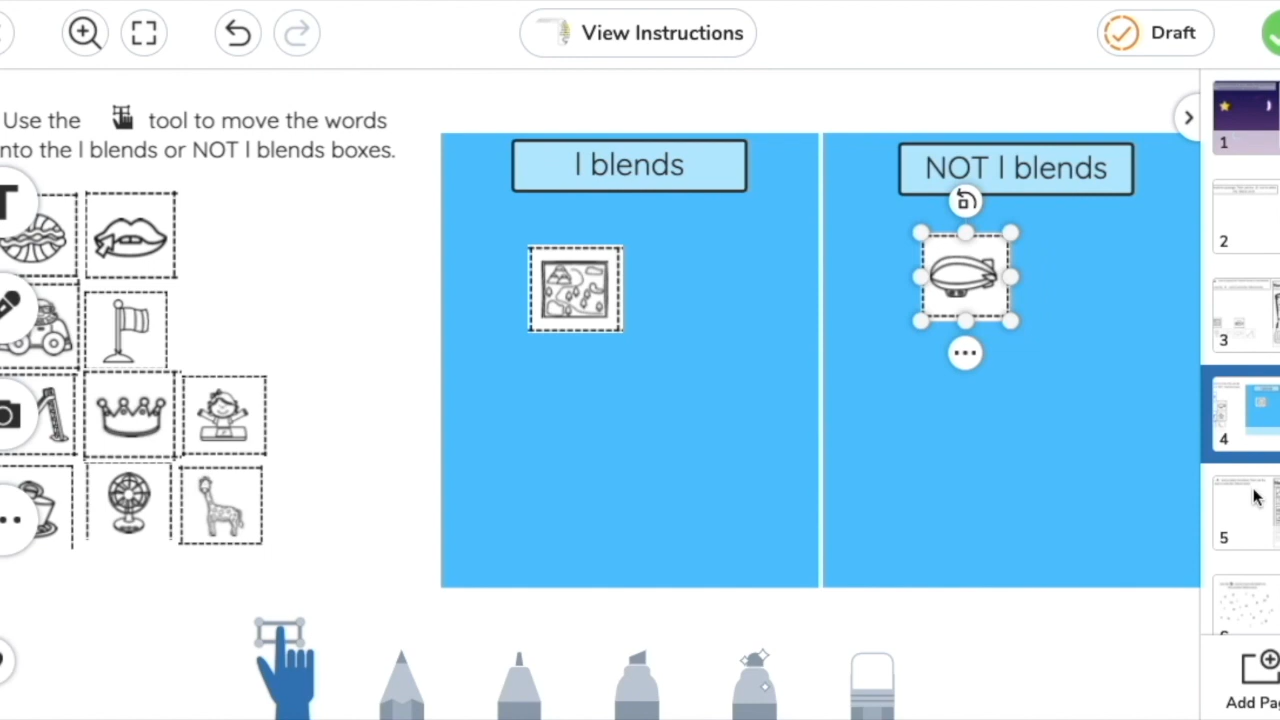 View Instructions
Draft
Use the tool to move the words
nto the l blends or NOT l blends boxes.
T
l blends
NOT l blends
1
2
3
4
5
Add Pa